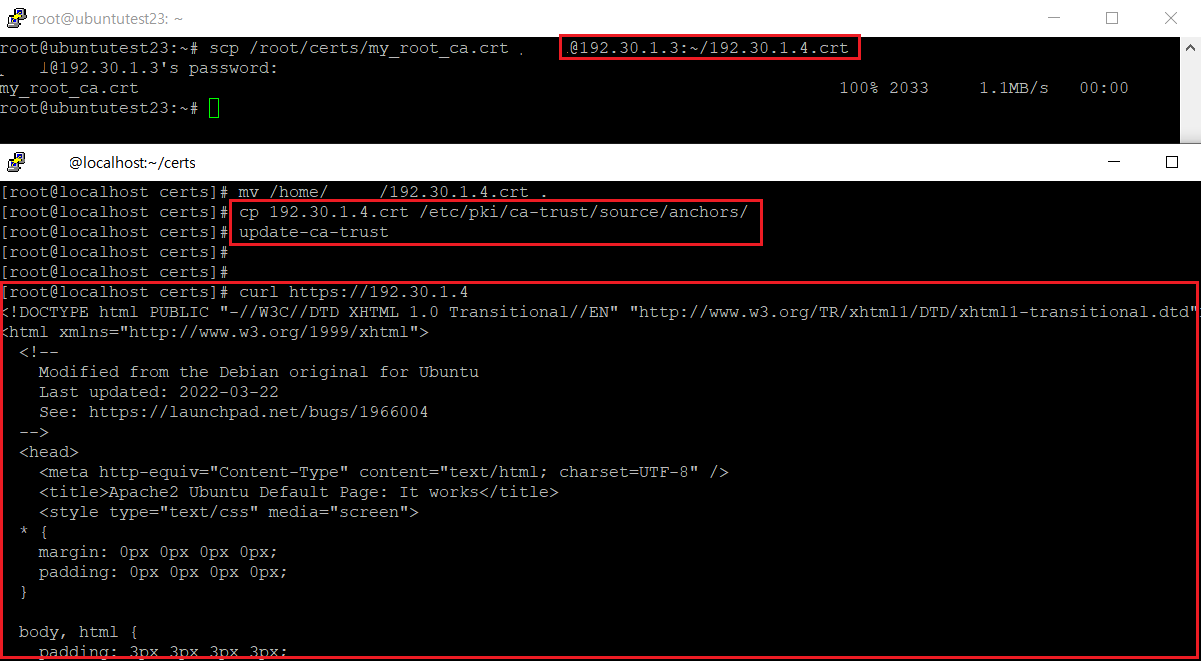 root@ubuntutest23: ~
root@ubuntutest23:~# scp /root/certs/my_root_ca.crt @192.30.1.3:~/192.30.1.4.crt
@192.30.1.3's password:
my_root_ca.crt 100% 2033 1.1MB/s 00:00
root@ubuntutest23:~#
@localhost:~/certs
[root@localhost certs]# mv /home/ /192.30.1.4.crt .
[root@localhost certs]# cp 192.30.1.4.crt /etc/pki/ca-trust/source/anchors/
[root@localhost certs]# update-ca-trust
[root@localhost certs]#
[root@localhost certs]#
[root@localhost certs]# curl https://192.30.1.4
<!DOCTYPE html PUBLIC "-//W3C//DTD XHTML 1.0 Transitional//EN" "http://www.w3.org/TR/xhtml1/DTD/xhtml1-transitional.dtd"
<html xmlns="http://www.w3.org/1999/xhtml">
<!--
Modified from the Debian original for Ubuntu
Last updated: 2022-03-22
See: https://launchpad.net/bugs/1966004
-->
<head>
<meta http-equiv="Content-Type" content="text/html; charset=UTF-8" />
<title>Apache2 Ubuntu Default Page: It works</title>
<style type="text/css" media="screen">
* {
margin: 0px 0px 0px 0px;
padding: 0px 0px 0px 0px;
}
body, html {
padding: 3px 3px 3px 3px;